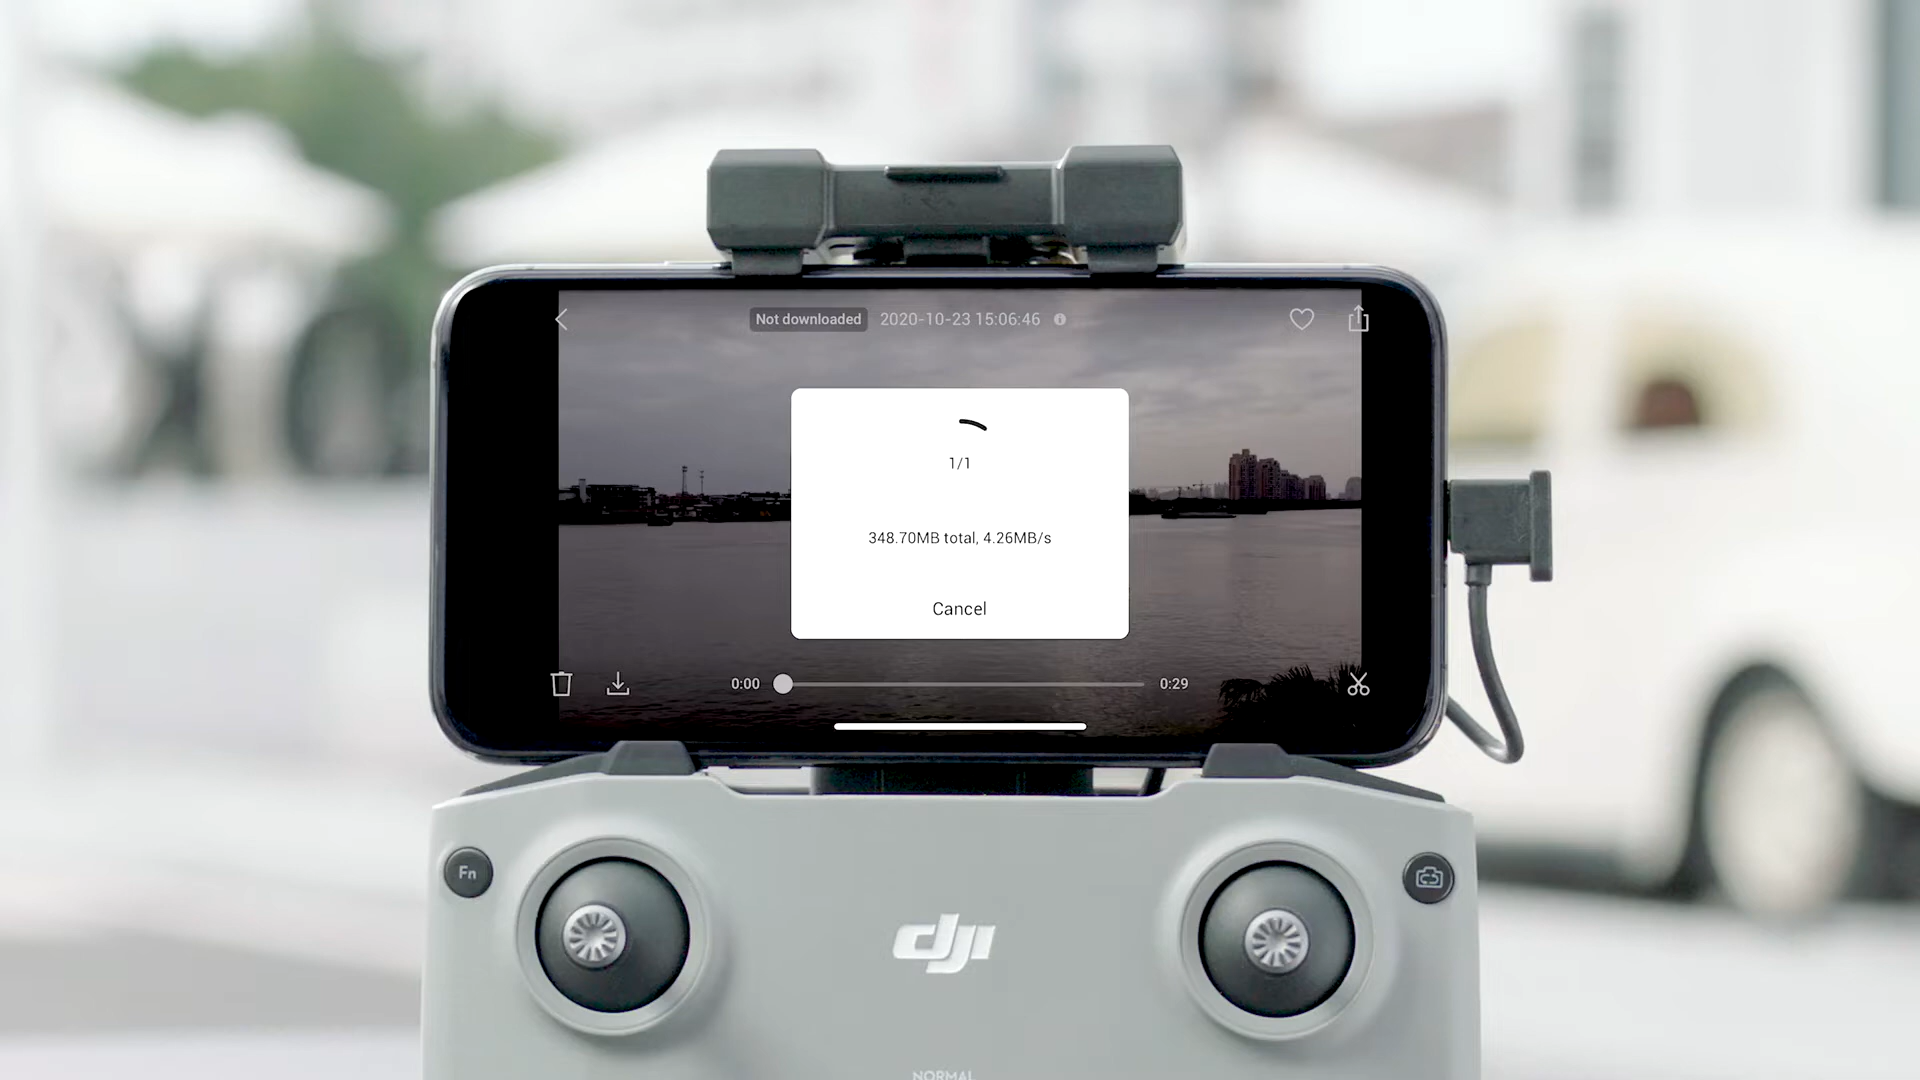 Not downloaded 2020-10-23 15:06:46
1/1
348.70MB total, 4.26MB/s
Cancel
0:00 0:29
Fn
dji
NORMAL